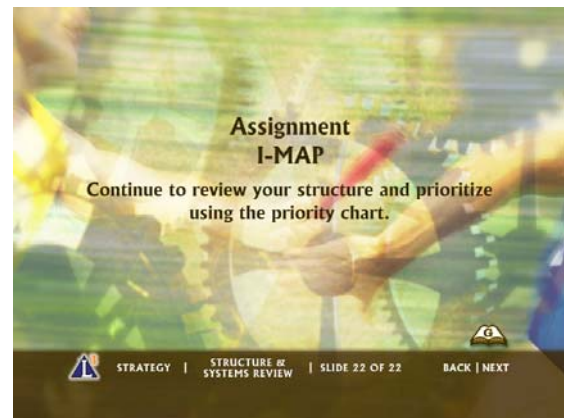 Assignment
I-MAP
Continue to review your structure and prioritize
using the priority chart.
G
L
STRATEGY | STRUCTURE & SYSTEMS REVIEW | SLIDE 22 OF 22 BACK | NEXT